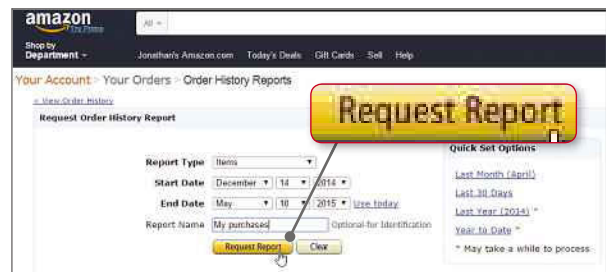 amazon
Try Prime
All
Shop by
Department
Jonathan's Amazon.com Today's Deals Gift Cards Sell Help
Your Account > Your Orders > Order History Reports
« View Order History
Request Order History Report
Request Report
Quick Set Options
Report Type Items
Last Month (April)
Start Date December 14 2014
Last 30 Days
End Date May 10 2015 Use today
Last Year (2014) *
Report Name My purchases Optional for Identification
Year to Date *
Request Report Clear
* May take a while to process